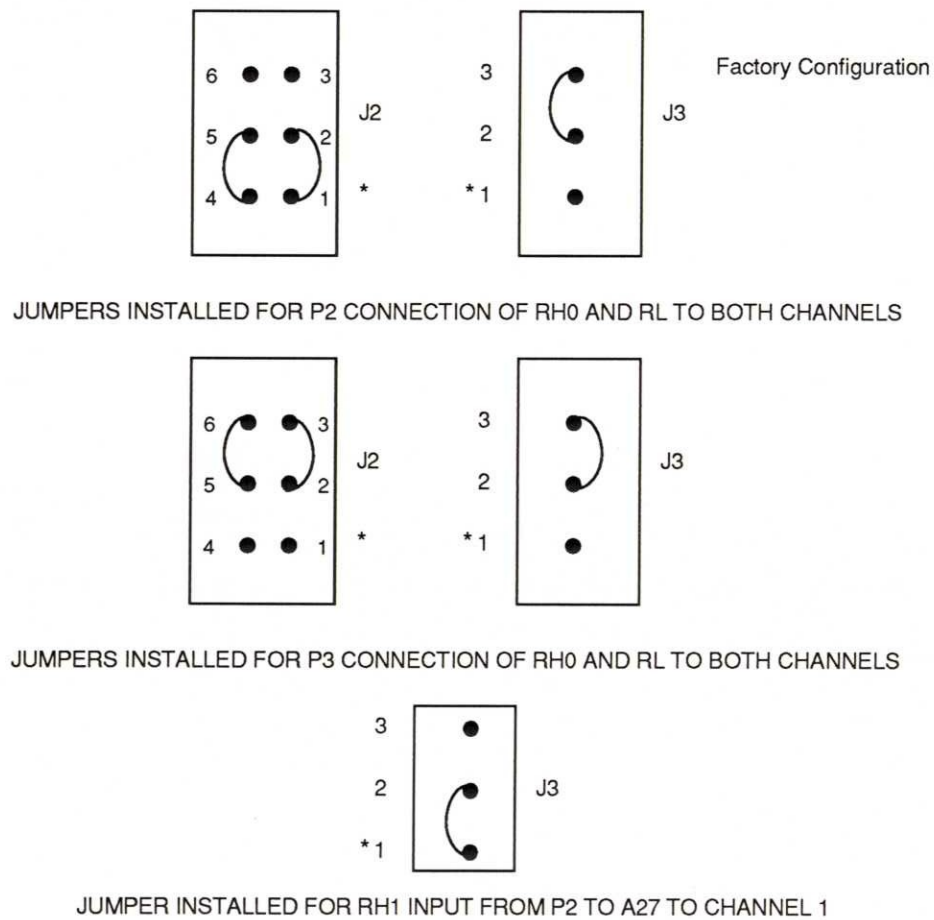 6 3 3 Factory Configuration
J2 J3
5 2 2
4 1 * * 1
JUMPERS INSTALLED FOR P2 CONNECTION OF RH0 AND RL TO BOTH CHANNELS
6 3 3
J2 J3
5 2 2
4 1 * * 1
JUMPERS INSTALLED FOR P3 CONNECTION OF RH0 AND RL TO BOTH CHANNELS
3
2 J3
* 1
JUMPER INSTALLED FOR RH1 INPUT FROM P2 TO A27 TO CHANNEL 1